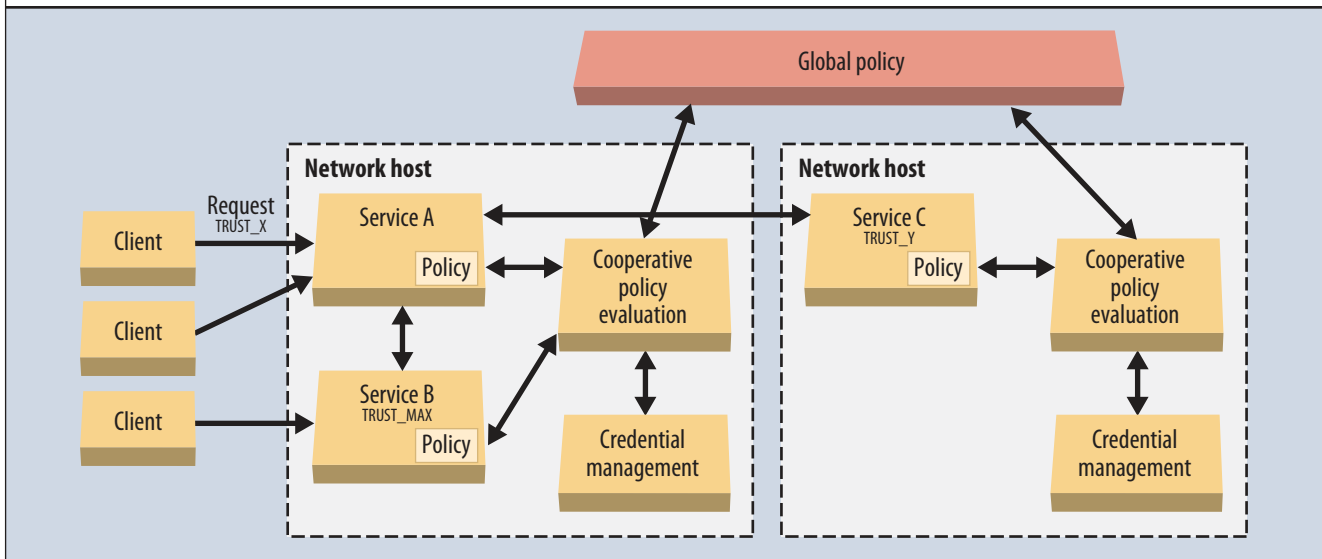 Global policy
Network host
Network host
Request
TRUST_X
Client
Client
Client
Service A
Policy
Service B
TRUST_MAX
Policy
Cooperative
policy
evaluation
Credential
management
Service C
TRUST_Y
Policy
Cooperative
policy
evaluation
Credential
management